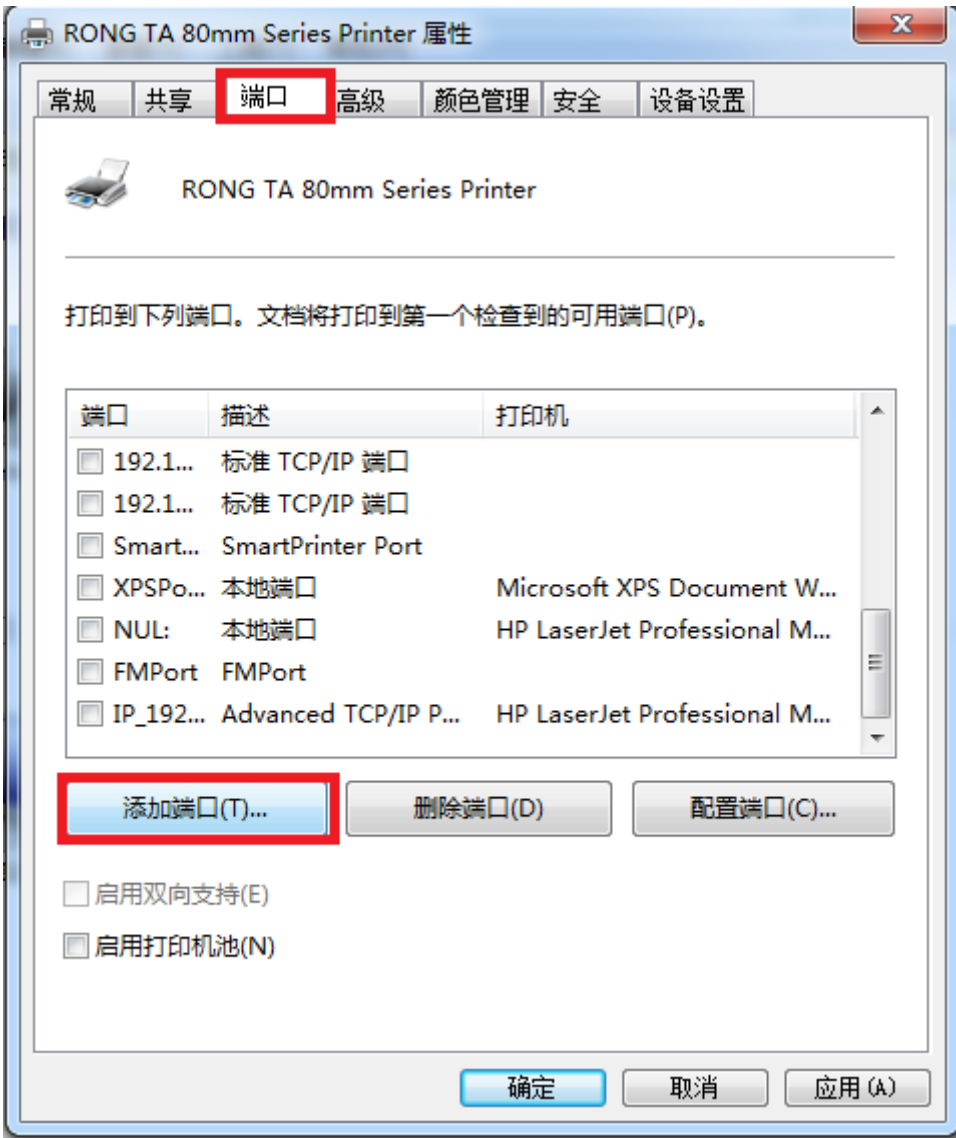 RONG TA 80mm Series Printer 属性
常规 共享 端口 高级 颜色管理 安全 设备设置
RONG TA 80mm Series Printer
打印到下列端口。文档将打印到第一个检查到的可用端口(P)。
端口 描述 打印机
192.1... 标准 TCP/IP 端口
192.1... 标准 TCP/IP 端口
Smart... SmartPrinter Port
XPSPo... 本地端口 Microsoft XPS Document W...
NUL: 本地端口 HP LaserJet Professional M...
FMPort FMPort
IP_192... Advanced TCP/IP P... HP LaserJet Professional M...
添加端口(T)... 删除端口(D) 配置端口(C)...
启用双向支持(E)
启用打印机池(N)
确定 取消 应用(A)